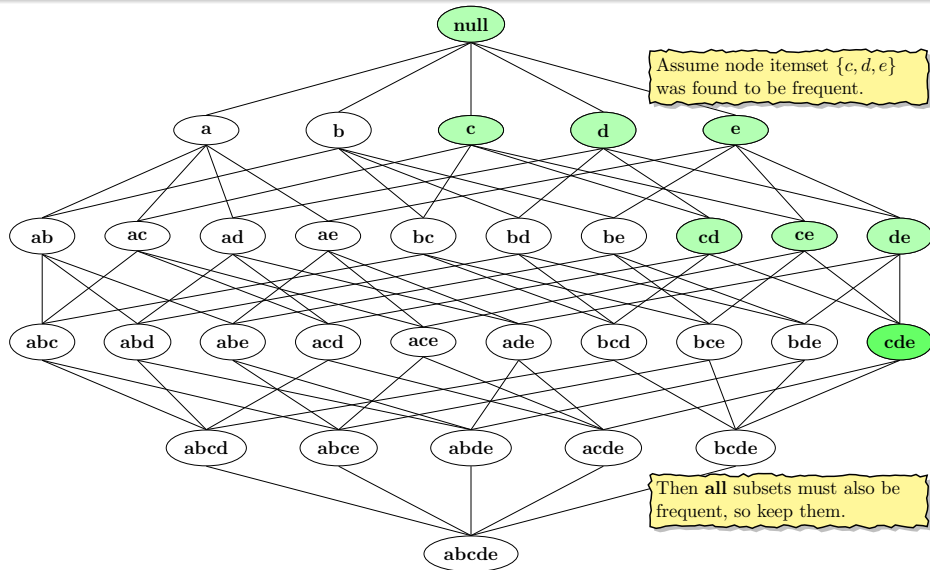 null
Assume node itemset {c, d, e}
was found to be frequent.
a b c d e
ab ac ad ae bc bd be cd ce de
abc abd abe acd ace ade bcd bce bde cde
abcd abce abde acde bcde
Then all subsets must also be
frequent, so keep them.
abcde